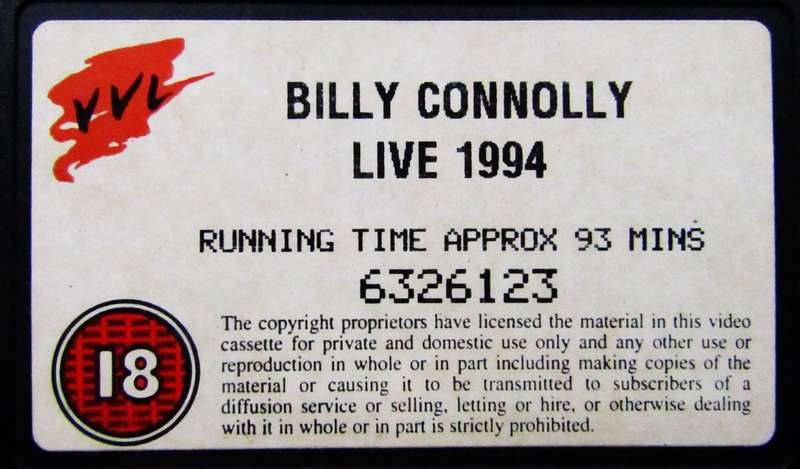 VVL
BILLY CONNOLLY
LIVE 1994
RUNNING TIME APPROX 93 MINS
6326123
The copyright proprietors have licensed the material in this video
cassette for private and domestic use only and any other use or
reproduction in whole or in part including making copies of the
material or causing it to be transmitted to subscribers of a
diffusion service or selling, letting or hire, or otherwise dealing
with it in whole or in part is strictly prohibited.
18